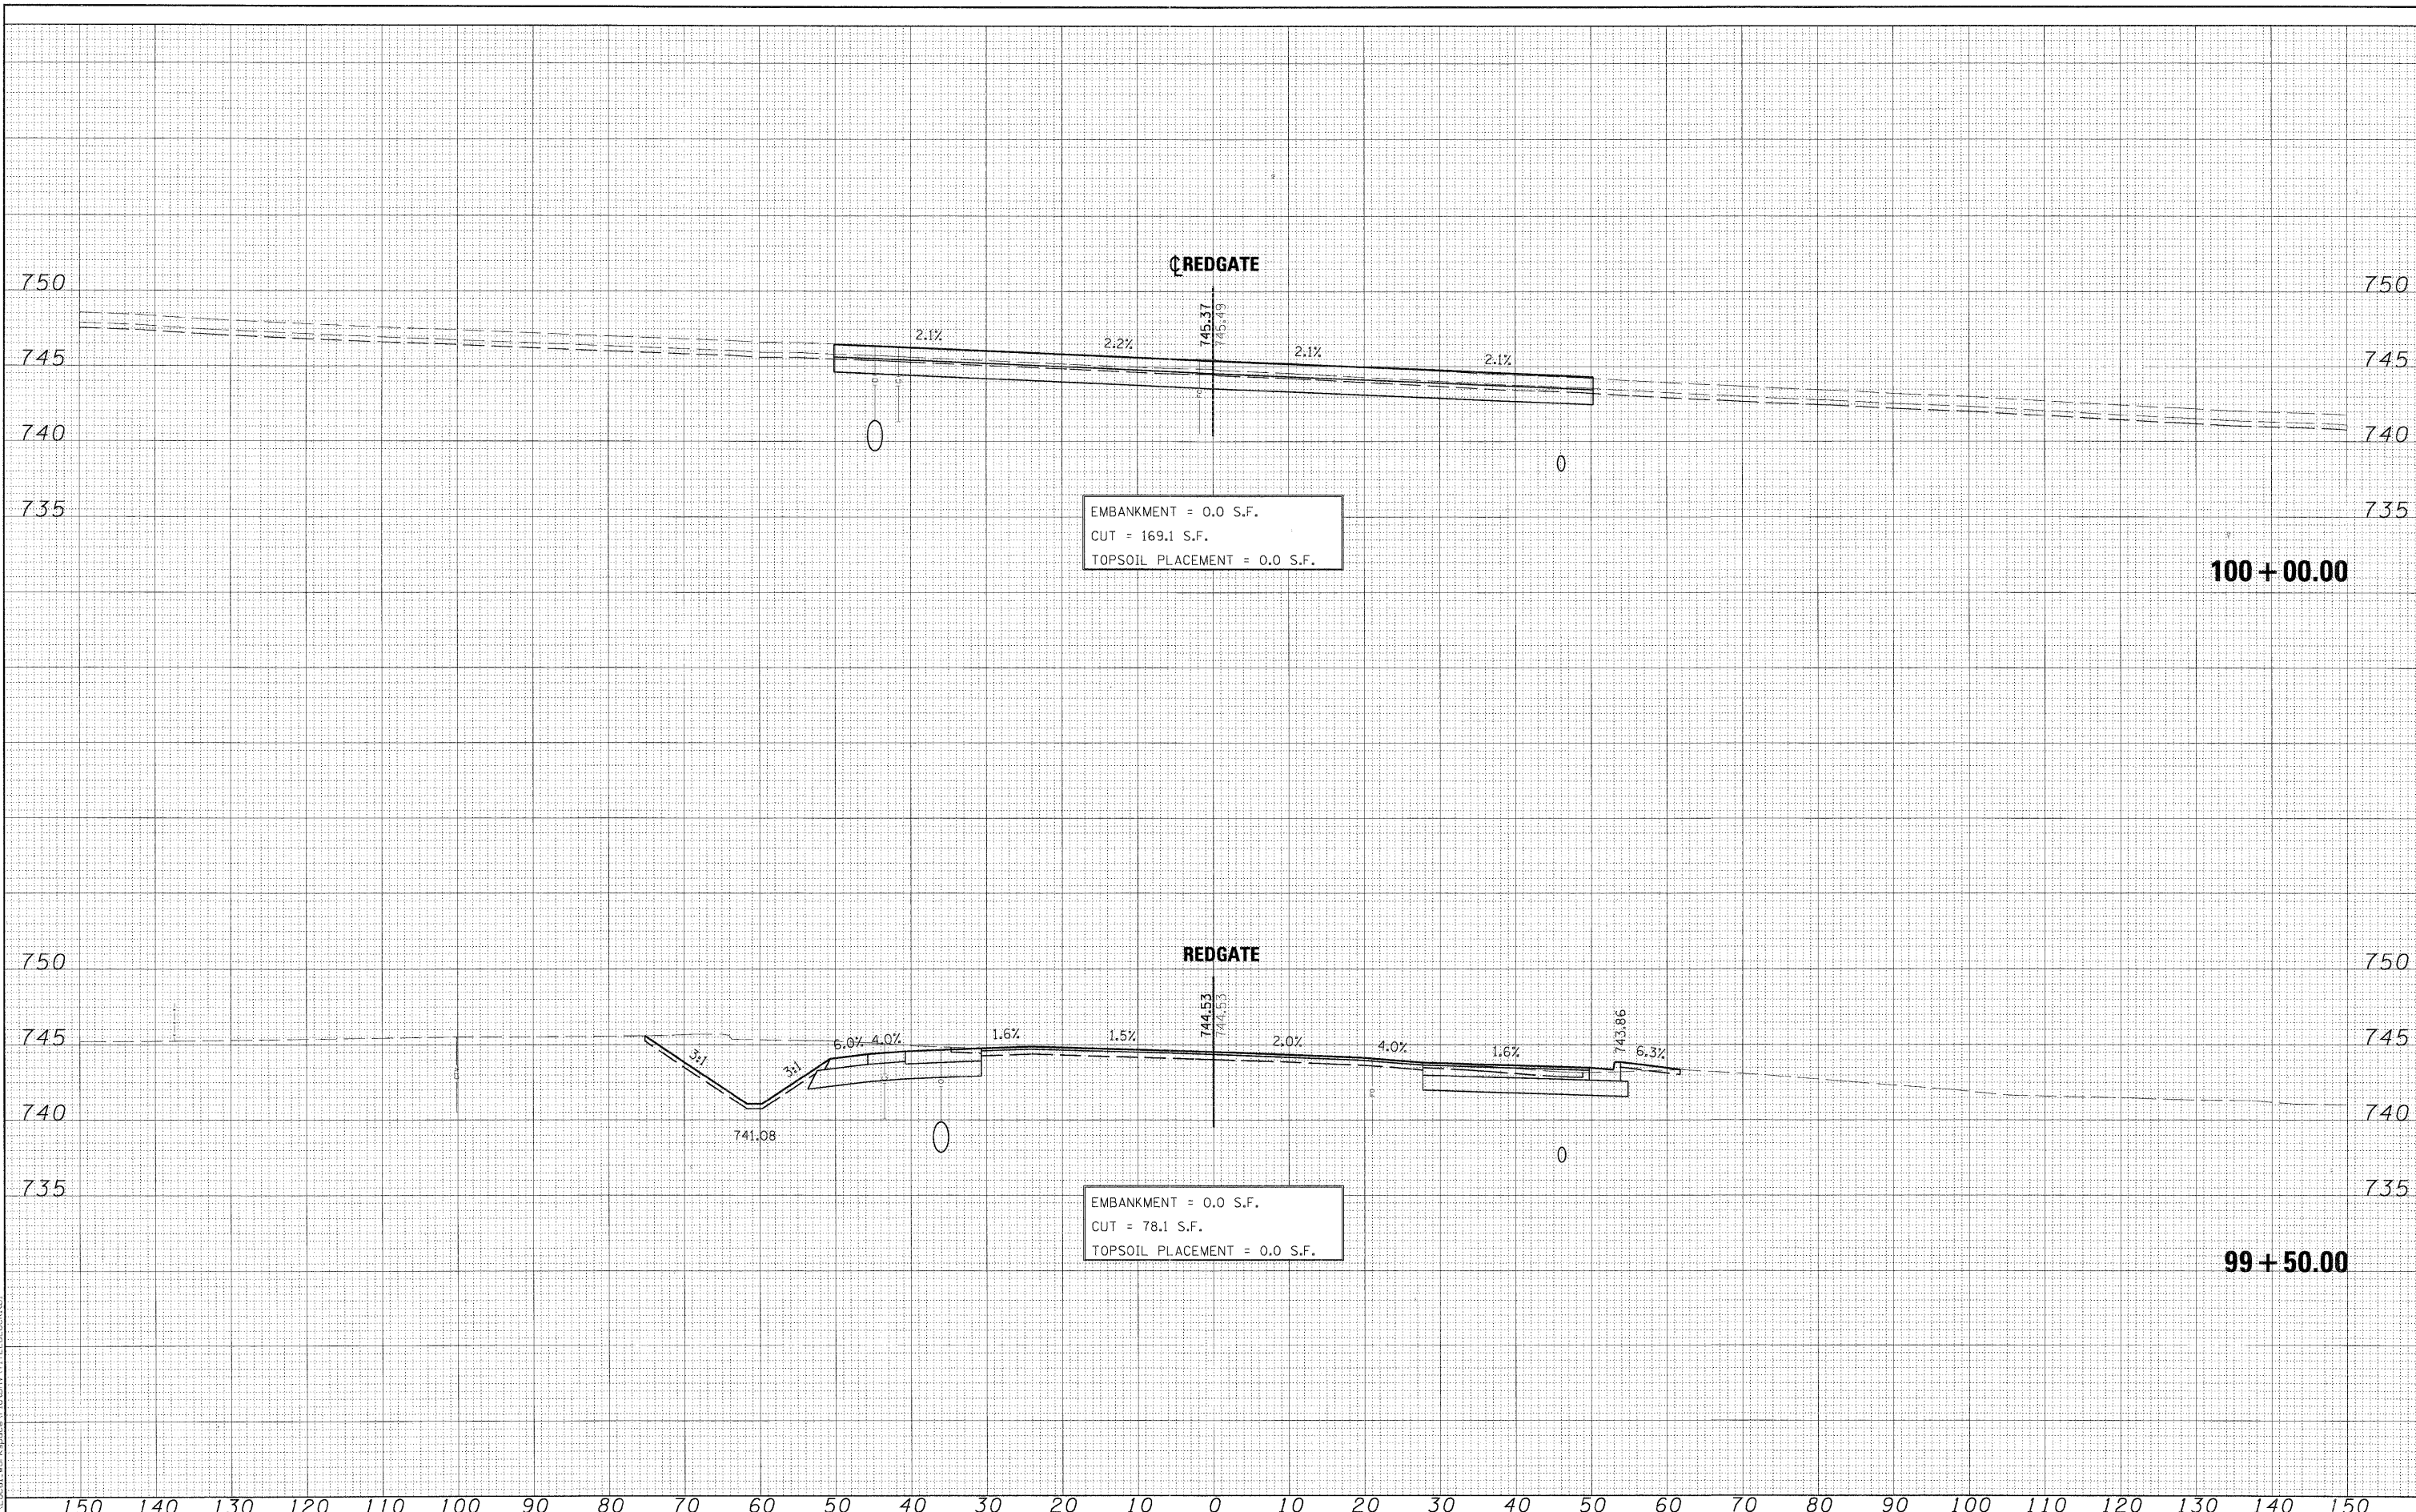 ℄ REDGATE
745.37
745.49
750 750
2.1% 2.2% 2.1% 2.1%
745 745
740 740
735 735
EMBANKMENT = 0.0 S.F.
CUT = 169.1 S.F.
TOPSOIL PLACEMENT = 0.0 S.F.
100 + 00.00
REDGATE
744.53
744.53
750 750
743.86
6.0% 4.0% 1.6% 1.5% 2.0% 4.0% 1.6% 6.3%
745 745
3:1 3:1
740 740
741.08
735 735
EMBANKMENT = 0.0 S.F.
CUT = 78.1 S.F.
TOPSOIL PLACEMENT = 0.0 S.F.
99 + 50.00
150 140 130 120 110 100 90 80 70 60 50 40 30 20 10 0 10 20 30 40 50 60 70 80 90 100 110 120 130 140 150